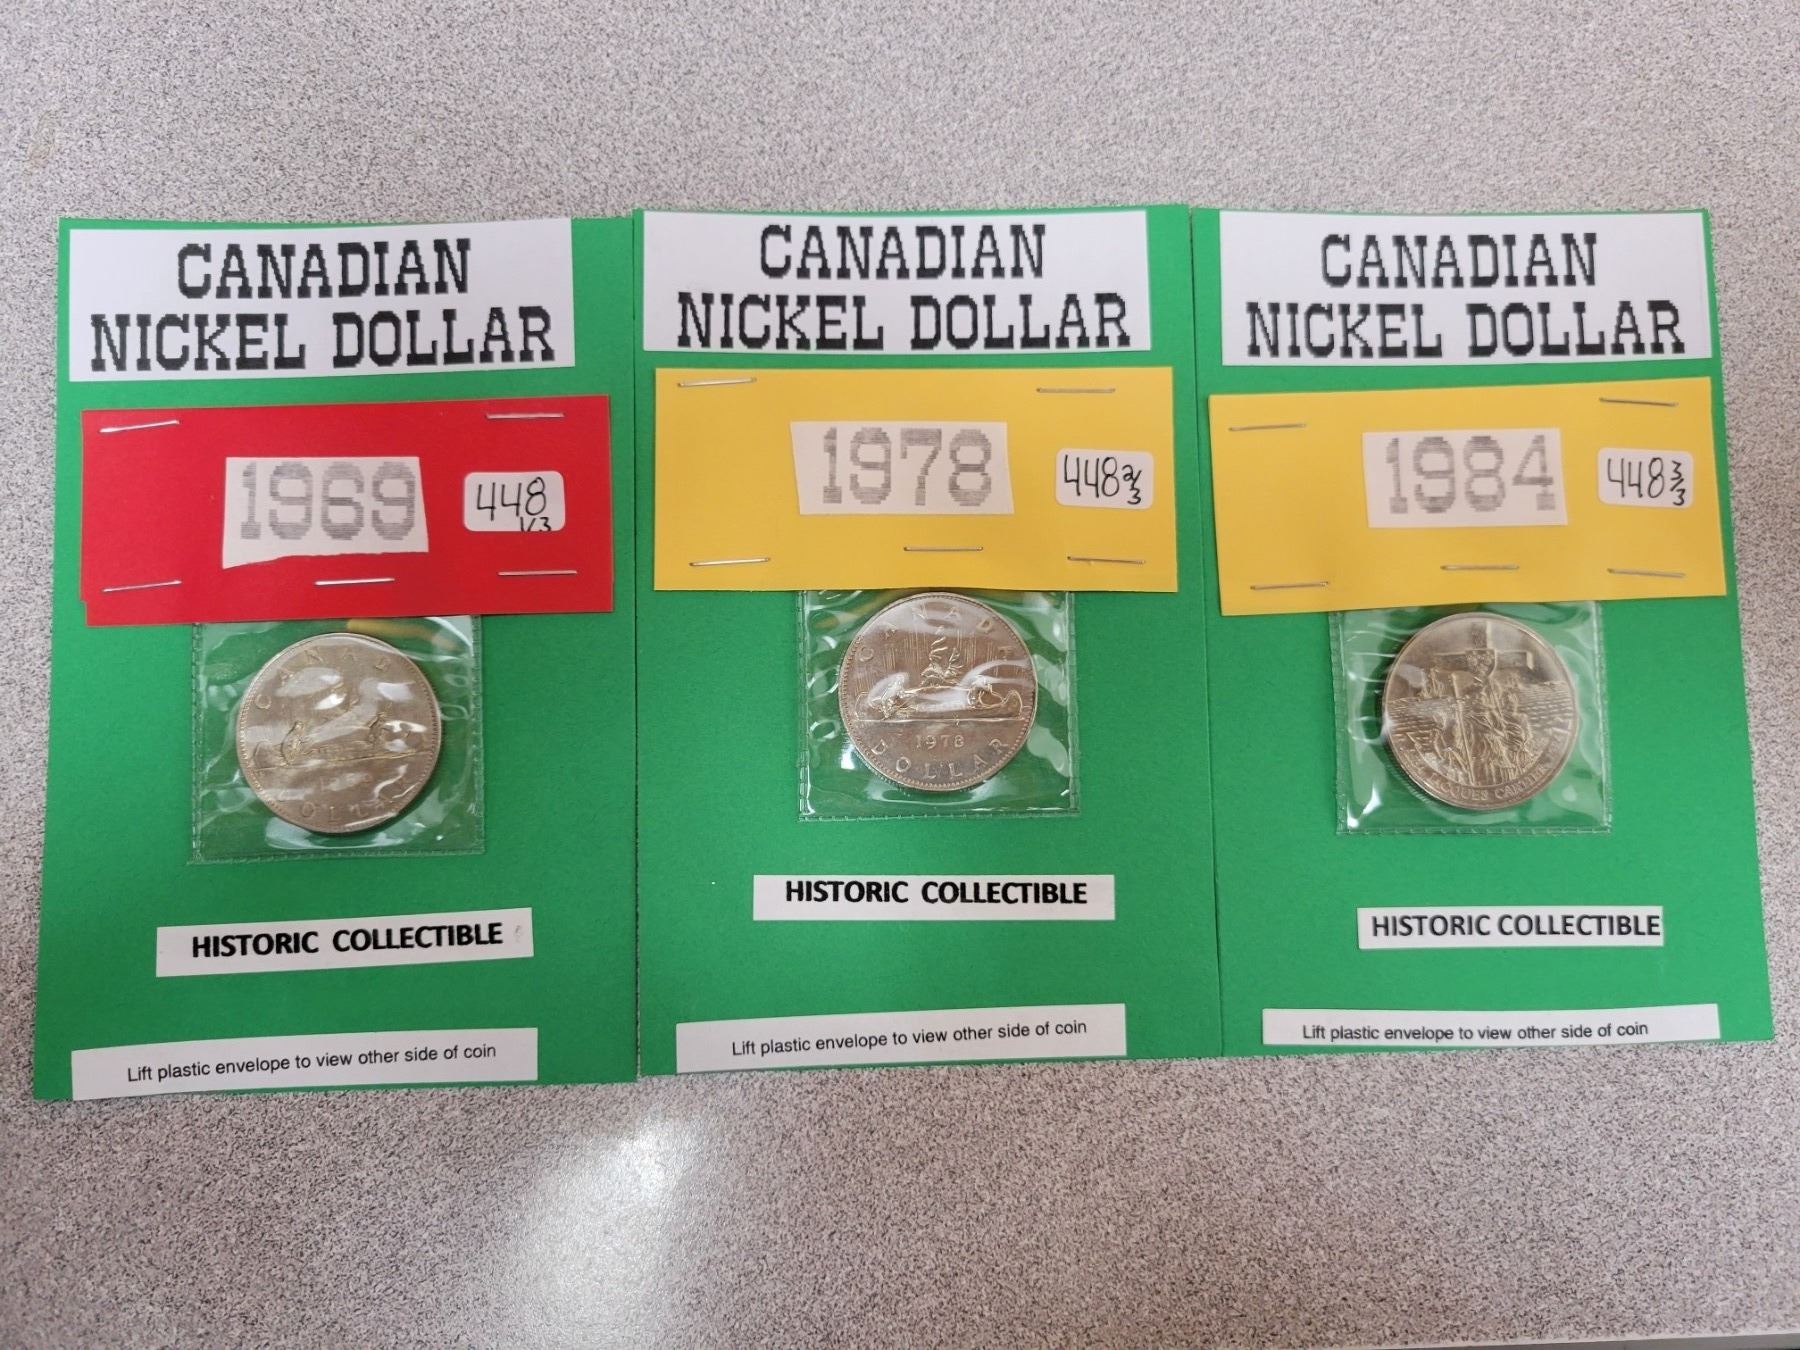 CANADIAN
NICKEL DOLLAR
1969
448
1/3
CANADA
HISTORIC COLLECTIBLE
Lift plastic envelope to view other side of coin
CANADIAN
NICKEL DOLLAR
1978
448 2/3
CANADA
1978
DOLLAR
HISTORIC COLLECTIBLE
Lift plastic envelope to view other side of coin
CANADIAN
NICKEL DOLLAR
1984
448 3/3
JACQUES CARTIER
HISTORIC COLLECTIBLE
Lift plastic envelope to view other side of coin